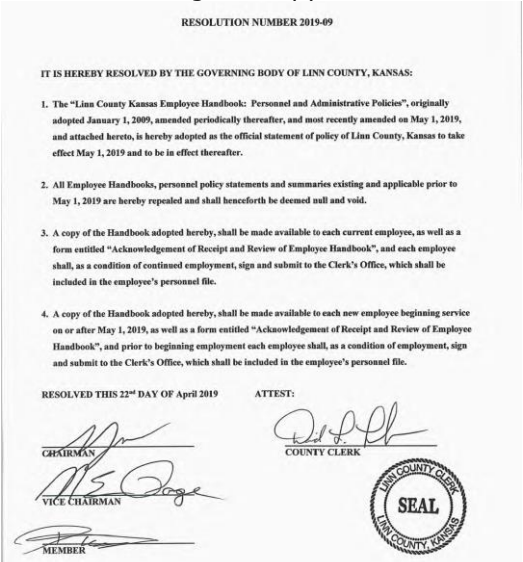 RESOLUTION NUMBER 2019-09
IT IS HEREBY RESOLVED BY THE GOVERNING BODY OF LINN COUNTY, KANSAS:
1. The “Linn County Kansas Employee Handbook: Personnel and Administrative Policies”, originally
adopted January 1, 2009, amended periodically thereafter, and most recently amended on May 1, 2019,
and attached hereto, is hereby adopted as the official statement of policy of Linn County, Kansas to take
effect May 1, 2019 and to be in effect thereafter.
2. All Employee Handbooks, personnel policy statements and summaries existing and applicable prior to
May 1, 2019 are hereby repealed and shall henceforth be deemed null and void.
3. A copy of the Handbook adopted hereby, shall be made available to each current employee, as well as a
form entitled “Acknowledgement of Receipt and Review of Employee Handbook”, and each employee
shall, as a condition of continued employment, sign and submit to the Clerk’s Office, which shall be
included in the employee’s personnel file.
4. A copy of the Handbook adopted hereby, shall be made available to each new employee beginning service
on or after May 1, 2019, as well as a form entitled “Acknowledgement of Receipt and Review of Employee
Handbook”, and prior to beginning employment each employee shall, as a condition of employment, sign
and submit to the Clerk’s Office, which shall be included in the employee’s personnel file.
RESOLVED THIS 22nd DAY OF April 2019 ATTEST:
CHAIRMAN
COUNTY CLERK
VICE CHAIRMAN
LINN COUNTY CLERK
SEAL
LINN COUNTY, KANSAS
MEMBER